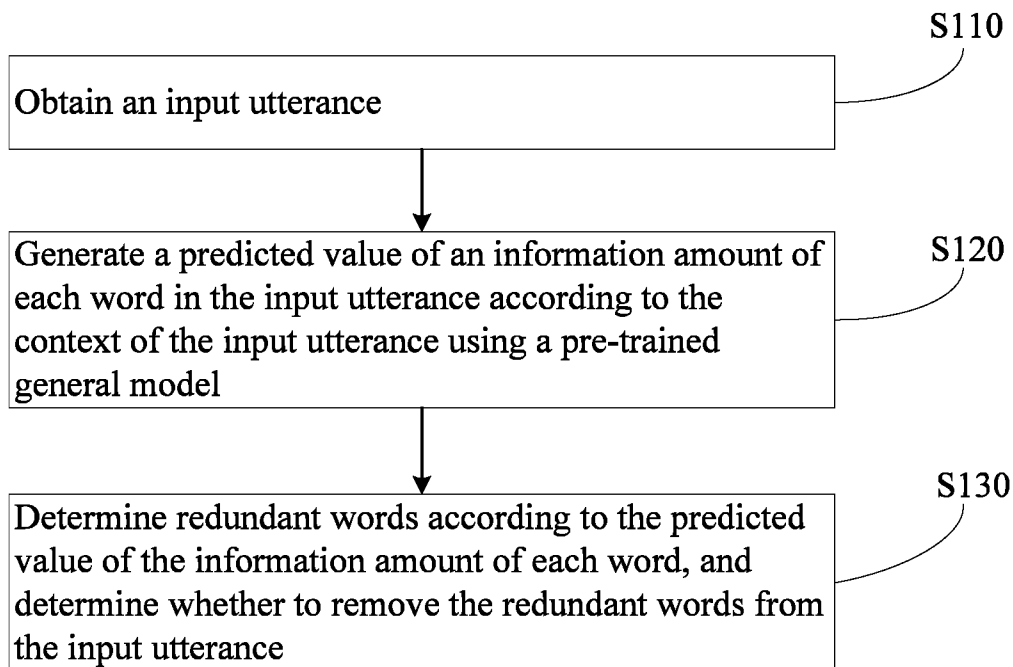 S110
Obtain an input utterance
S120
Generate a predicted value of an information amount of
each word in the input utterance according to the
context of the input utterance using a pre-trained
general model
S130
Determine redundant words according to the predicted
value of the information amount of each word, and
determine whether to remove the redundant words from
the input utterance